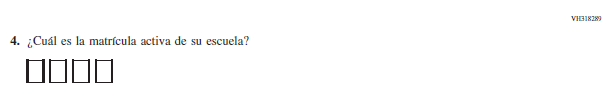 VH318289
4. ¿Cuál es la matrícula activa de su escuela?